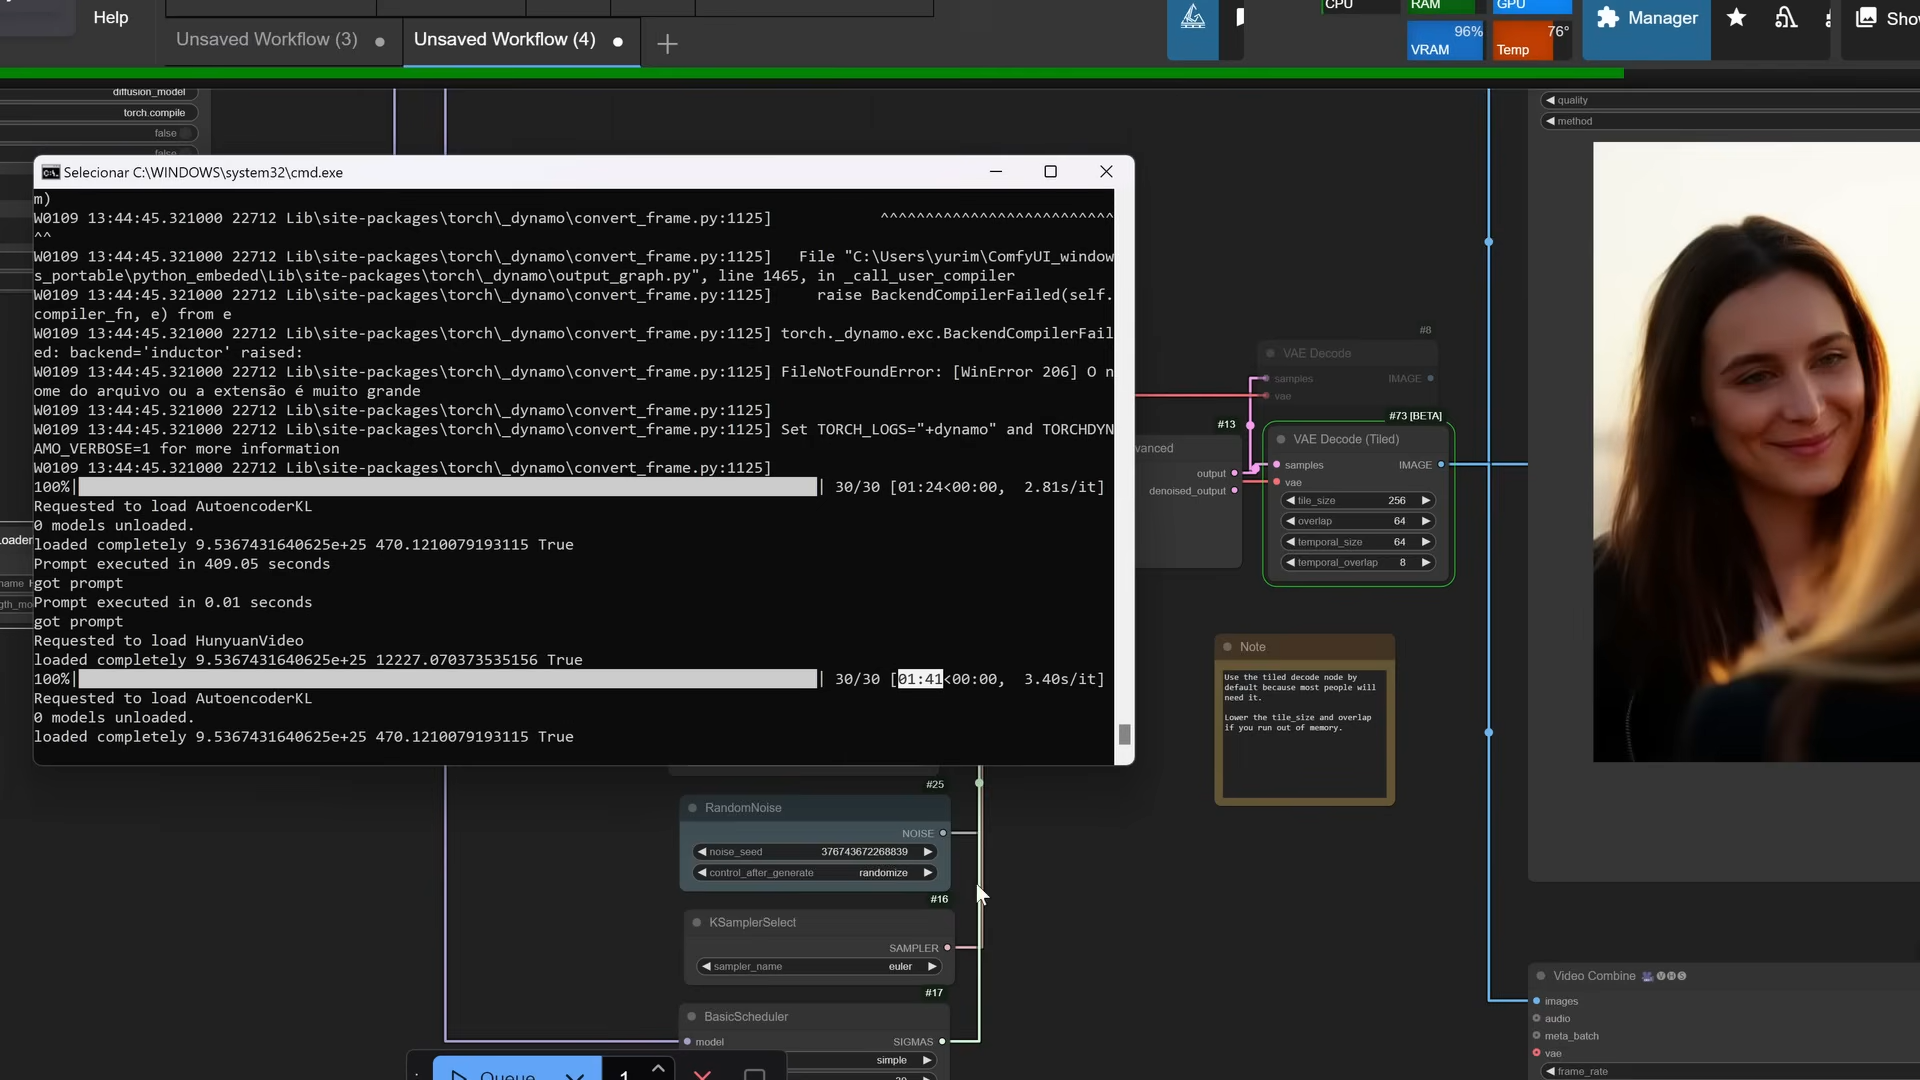 Help
CPU
RAM
GPU
Manager
Show
Unsaved Workflow (3)
Unsaved Workflow (4)
96%
VRAM
76°
Temp
diffusion_model
torch.compile
false
false
quality
method
Selecionar C:\WINDOWS\system32\cmd.exe
m)
W0109 13:44:45.321000 22712 Lib\site-packages\torch\_dynamo\convert_frame.py:1125]             ^^^^^^^^^^^^^^^^^^^^^^^^^^
^^
W0109 13:44:45.321000 22712 Lib\site-packages\torch\_dynamo\convert_frame.py:1125]   File "C:\Users\yurim\ComfyUI_window
s_portable\python_embeded\Lib\site-packages\torch\_dynamo\output_graph.py", line 1465, in _call_user_compiler
W0109 13:44:45.321000 22712 Lib\site-packages\torch\_dynamo\convert_frame.py:1125]     raise BackendCompilerFailed(self.
compiler_fn, e) from e
W0109 13:44:45.321000 22712 Lib\site-packages\torch\_dynamo\convert_frame.py:1125] torch._dynamo.exc.BackendCompilerFail
ed: backend='inductor' raised:
W0109 13:44:45.321000 22712 Lib\site-packages\torch\_dynamo\convert_frame.py:1125] FileNotFoundError: [WinError 206] O n
ome do arquivo ou a extensão é muito grande
W0109 13:44:45.321000 22712 Lib\site-packages\torch\_dynamo\convert_frame.py:1125]
W0109 13:44:45.321000 22712 Lib\site-packages\torch\_dynamo\convert_frame.py:1125] Set TORCH_LOGS="+dynamo" and TORCHDYN
AMO_VERBOSE=1 for more information
W0109 13:44:45.321000 22712 Lib\site-packages\torch\_dynamo\convert_frame.py:1125]
100%| | 30/30 [01:24<00:00,  2.81s/it]
Requested to load AutoencoderKL
0 models unloaded.
loaded completely 9.5367431640625e+25 470.1210079193115 True
Prompt executed in 409.05 seconds
got prompt
Prompt executed in 0.01 seconds
got prompt
Requested to load HunyuanVideo
loaded completely 9.5367431640625e+25 12227.070373535156 True
100%| | 30/30 [01:41<00:00,  3.40s/it]
Requested to load AutoencoderKL
0 models unloaded.
loaded completely 9.5367431640625e+25 470.1210079193115 True
#8
VAE Decode
samples IMAGE
vae
#13
vanced
output
denoised_output
#73 [BETA]
VAE Decode (Tiled)
samples IMAGE
vae
tile_size 256
overlap 64
temporal_size 64
temporal_overlap 8
Note
Use the tiled decode node by
default because most people will
need it.
Lower the tile_size and overlap
if you run out of memory.
#25
RandomNoise
NOISE
noise_seed 376743672268839
control_after_generate randomize
#16
KSamplerSelect
SAMPLER
sampler_name euler
#17
BasicScheduler
model SIGMAS
simple
Queue
1
Video Combine
images
audio
meta_batch
vae
frame_rate